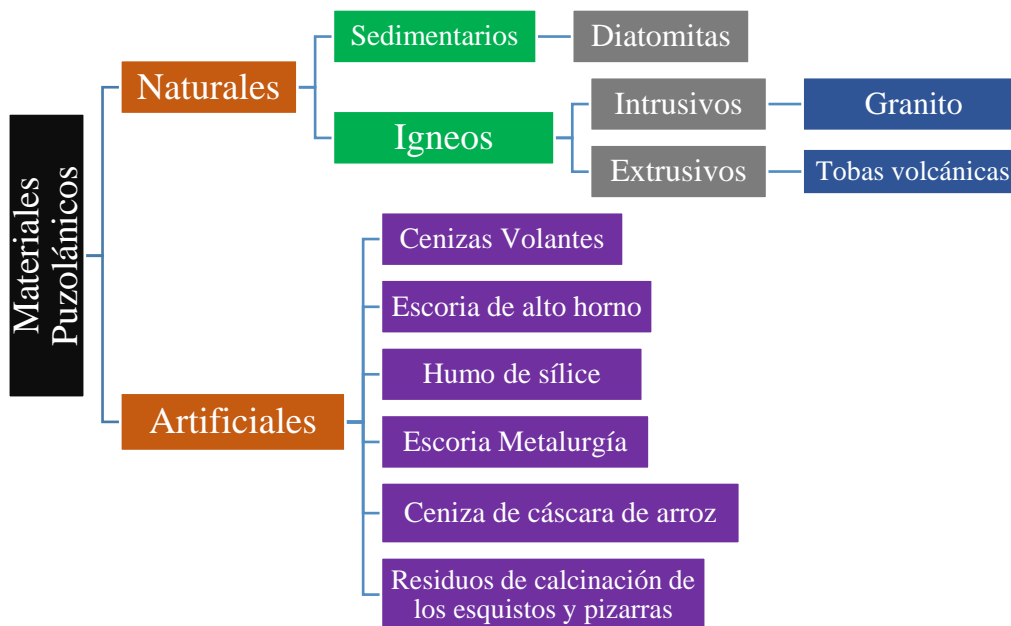 Materiales
Puzolánicos
Naturales
Sedimentarios
Diatomitas
Igneos
Intrusivos
Granito
Extrusivos
Tobas volcánicas
Artificiales
Cenizas Volantes
Escoria de alto horno
Humo de sílice
Escoria Metalurgía
Ceniza de cáscara de arroz
Residuos de calcinación de
los esquistos y pizarras